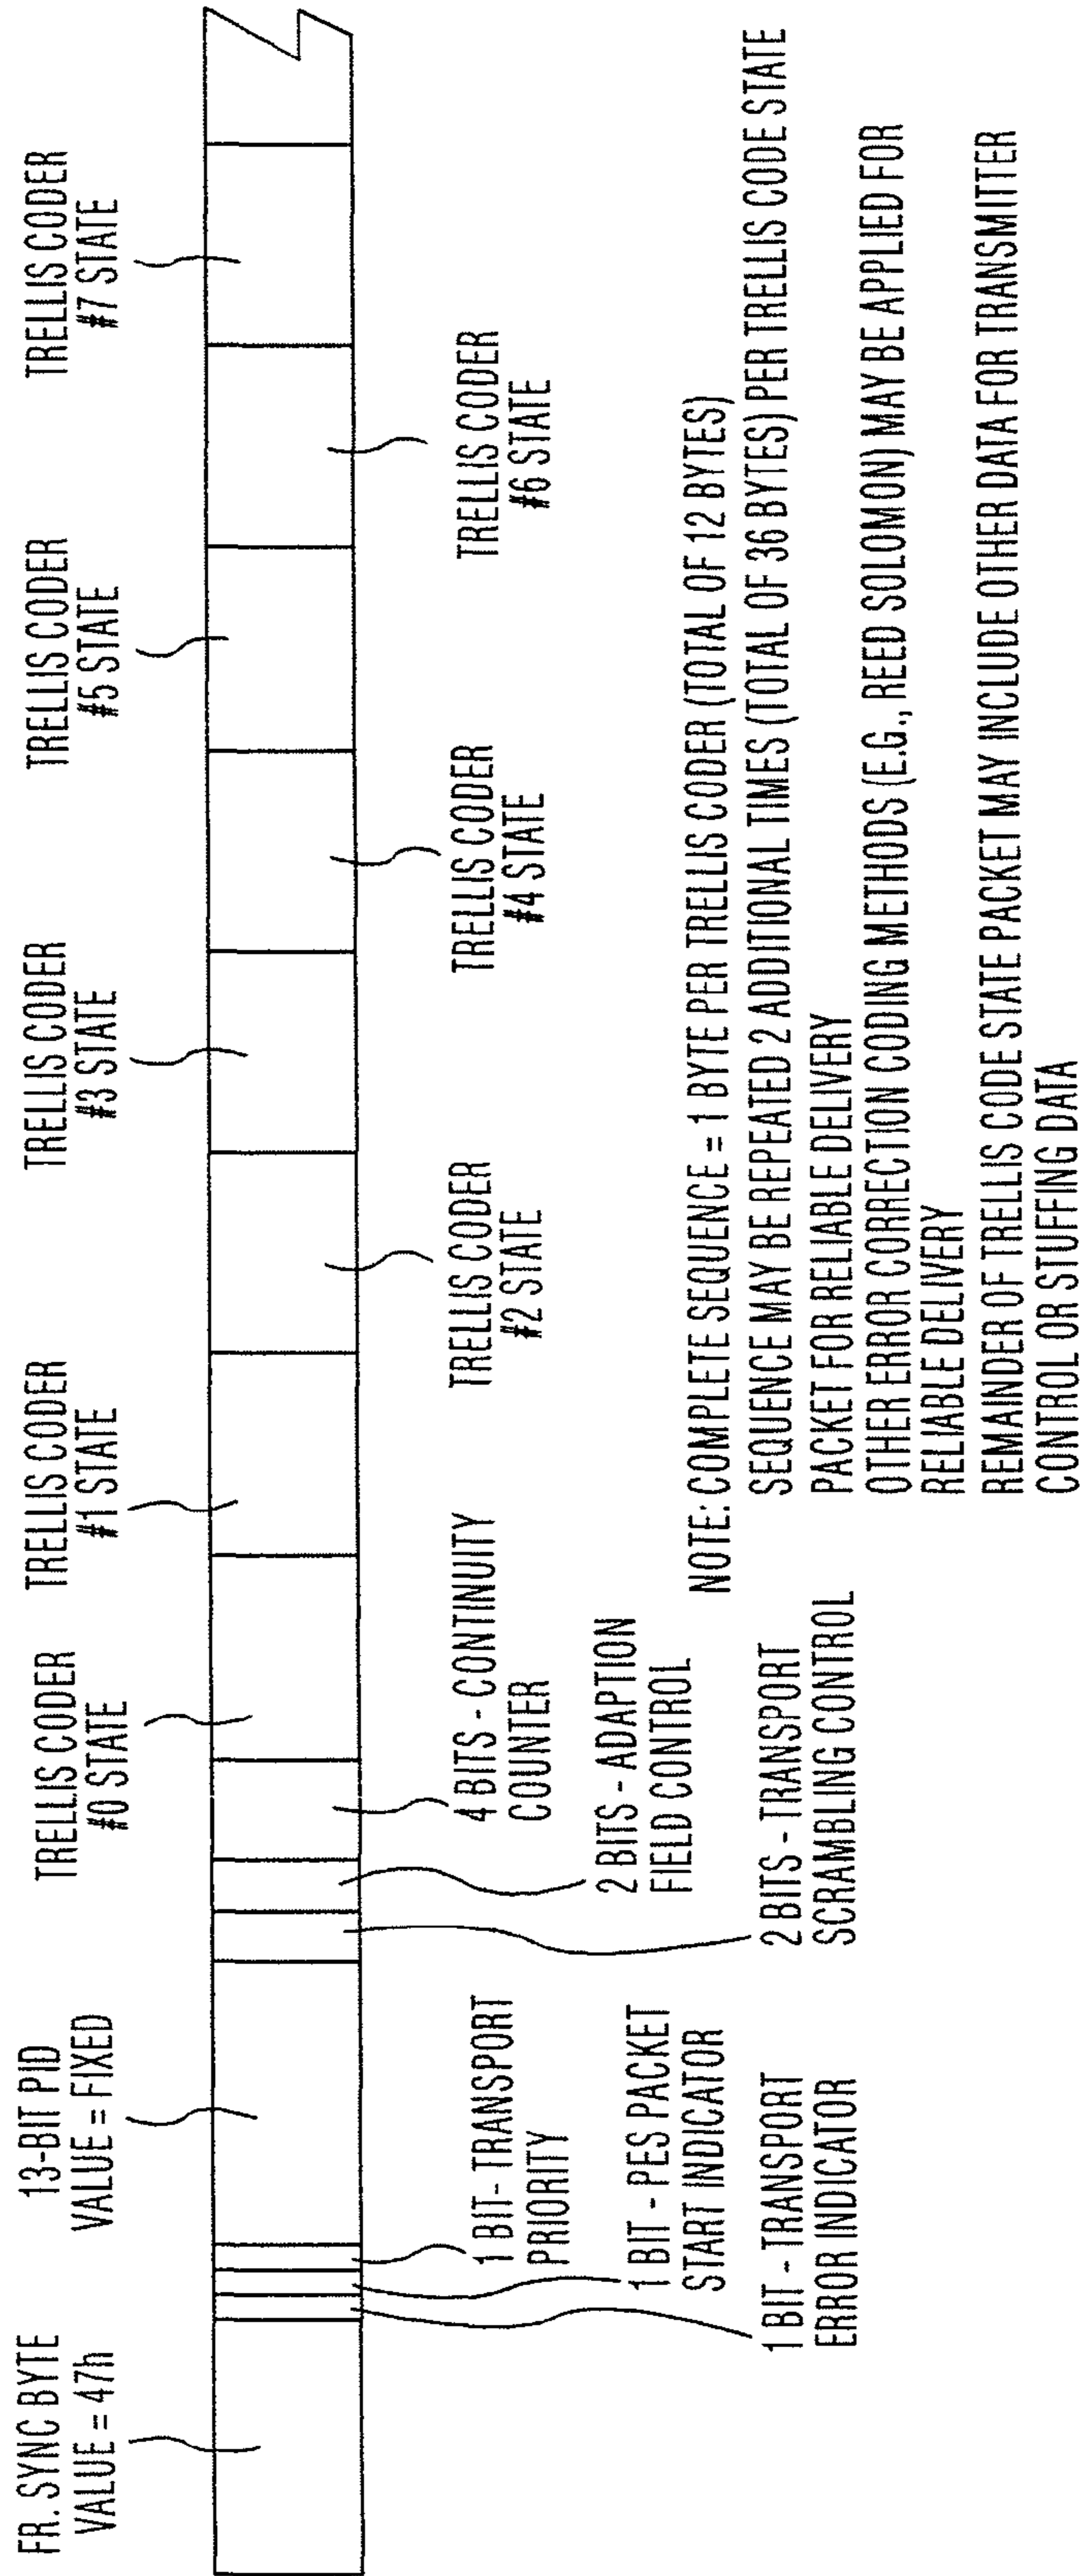 FR. SYNC BYTE
VALUE = 47h
13-BIT PID
VALUE = FIXED
TRELLIS CODER
#0 STATE
TRELLIS CODER
#1 STATE
TRELLIS CODER
#3 STATE
TRELLIS CODER
#5 STATE
TRELLIS CODER
#7 STATE
1 BIT - TRANSPORT
ERROR INDICATOR
1 BIT - PES PACKET
START INDICATOR
1 BIT- TRANSPORT
PRIORITY
2 BITS - TRANSPORT
SCRAMBLING CONTROL
2 BITS - ADAPTION
FIELD CONTROL
4 BITS - CONTINUITY
COUNTER
TRELLIS CODER
#2 STATE
TRELLIS CODER
#4 STATE
TRELLIS CODER
#6 STATE
NOTE: COMPLETE SEQUENCE = 1 BYTE PER TRELLIS CODER (TOTAL OF 12 BYTES)
SEQUENCE MAY BE REPEATED 2 ADDITIONAL TIMES (TOTAL OF 36 BYTES) PER TRELLIS CODE STATE
PACKET FOR RELIABLE DELIVERY
OTHER ERROR CORRECTION CODING METHODS (E.G., REED SOLOMON) MAY BE APPLIED FOR
RELIABLE DELIVERY
REMAINDER OF TRELLIS CODE STATE PACKET MAY INCLUDE OTHER DATA FOR TRANSMITTER
CONTROL OR STUFFING DATA